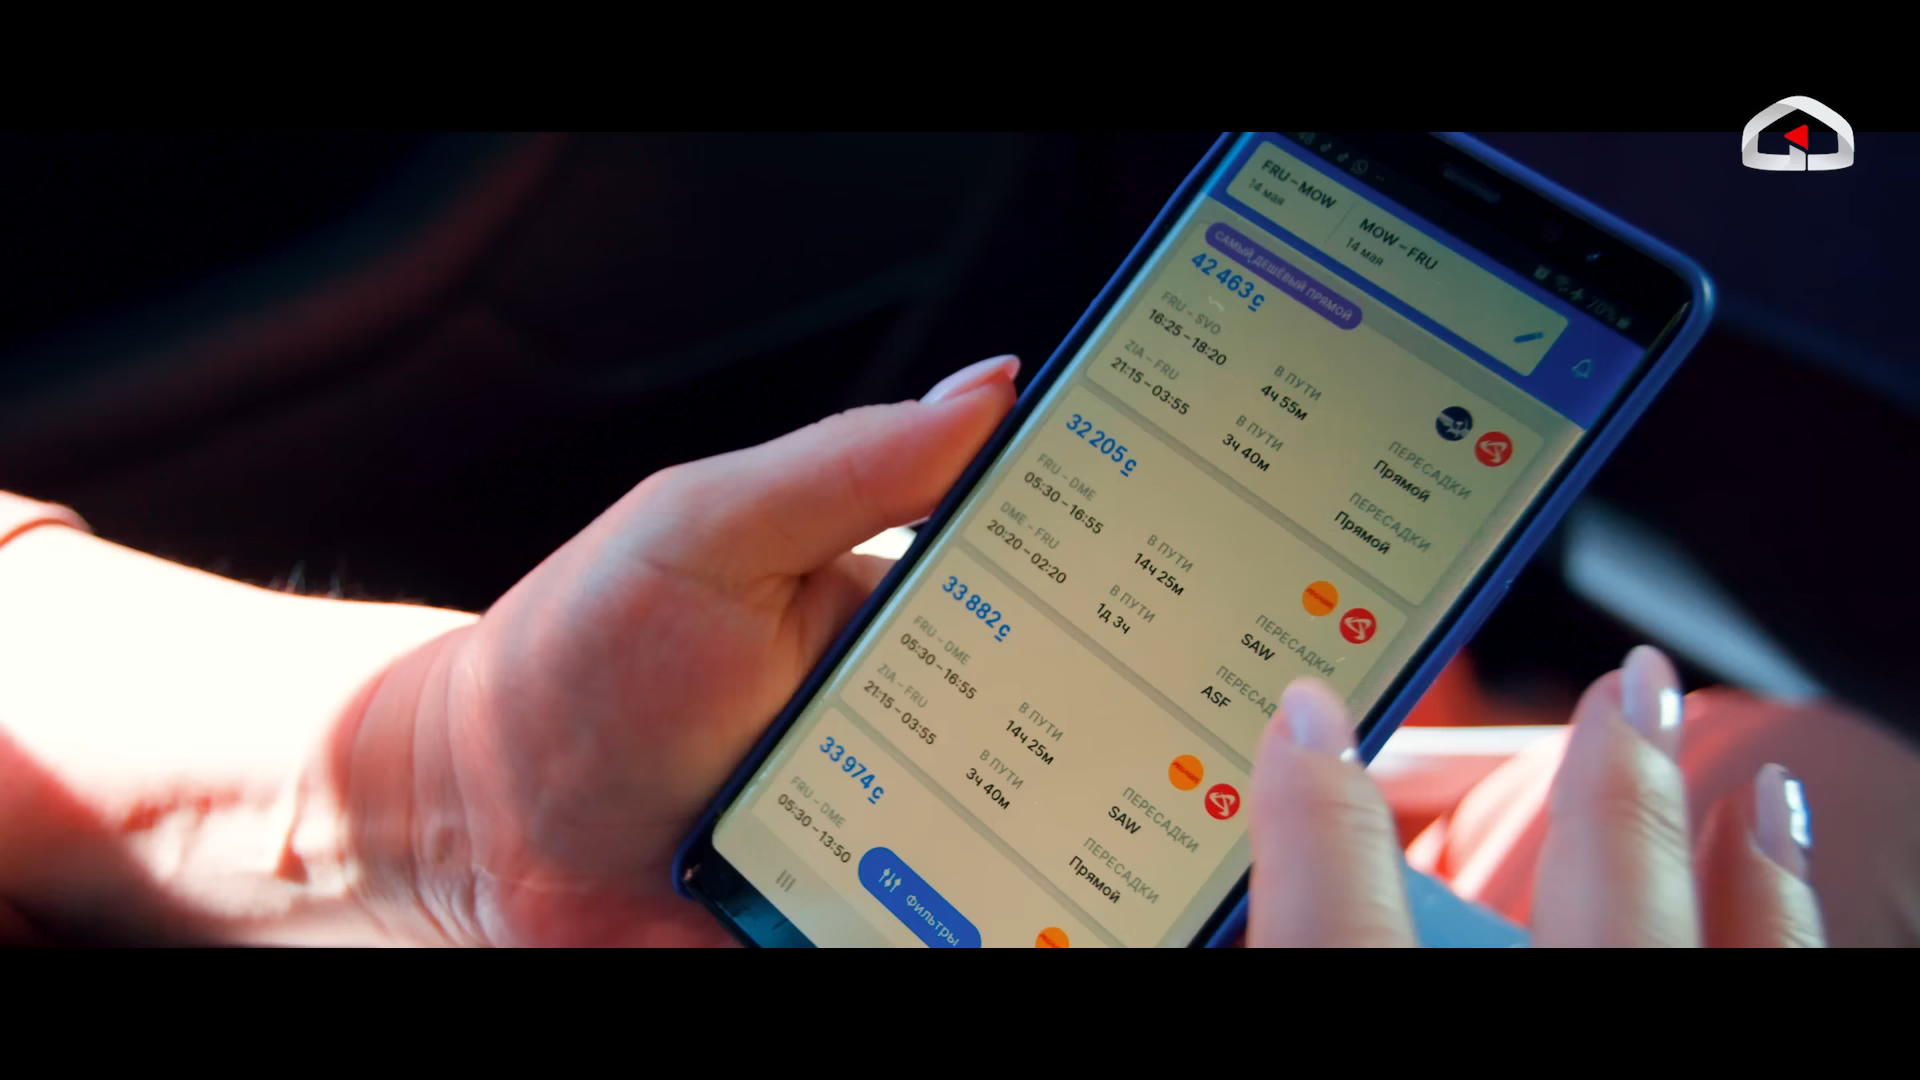 FRU – MOW
14 мая
MOW – FRU
14 мая
70%
САМЫЙ ДЕШЁВЫЙ ПРЯМОЙ
42 463 с
FRU – SVO
16:25 – 18:20
В ПУТИ
4ч 55м
ПЕРЕСАДКИ
Прямой
ZIA – FRU
21:15 – 03:55
В ПУТИ
3ч 40м
ПЕРЕСАДКИ
Прямой
32 205 с
FRU – DME
05:30 – 16:55
В ПУТИ
14ч 25м
ПЕРЕСАДКИ
SAW
DME – FRU
20:20 – 02:20
В ПУТИ
1д 3ч
ПЕРЕСАД
ASF
33 882 с
FRU – DME
05:30 – 16:55
В ПУТИ
14ч 25м
ПЕРЕСАДКИ
SAW
ZIA – FRU
21:15 – 03:55
В ПУТИ
3ч 40м
ПЕРЕСАДКИ
Прямой
33 974 с
FRU – DME
05:30 – 13:50
Фильтры